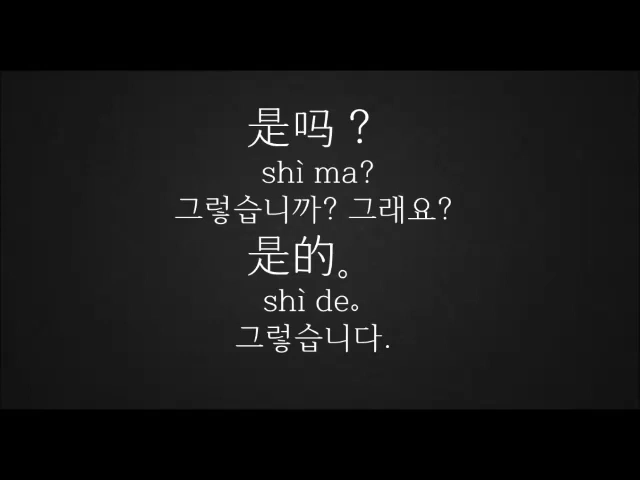 是吗？
shì ma?
그렇습니까? 그래요?
是的。
shì de。
그렇습니다.